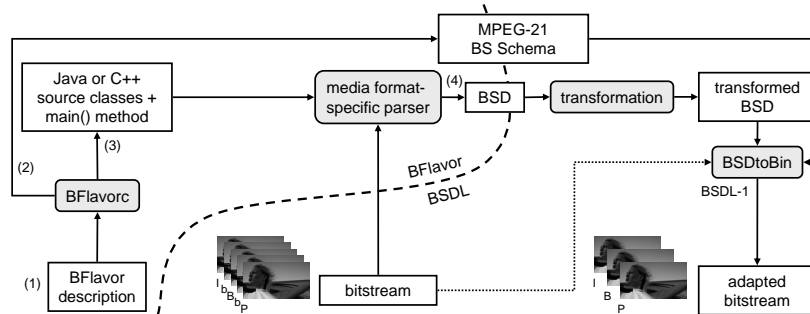 MPEG-21
BS Schema
Java or C++
source classes +
main() method
media format-
specific parser
(4)
BSD
transformation
transformed
BSD
(2)
(3)
BFlavorc
BFlavor
BSDL
BSDtoBin
BSDL-1
(1)
BFlavor
description
I
b
B
b
P
bitstream
I
B
P
adapted
bitstream